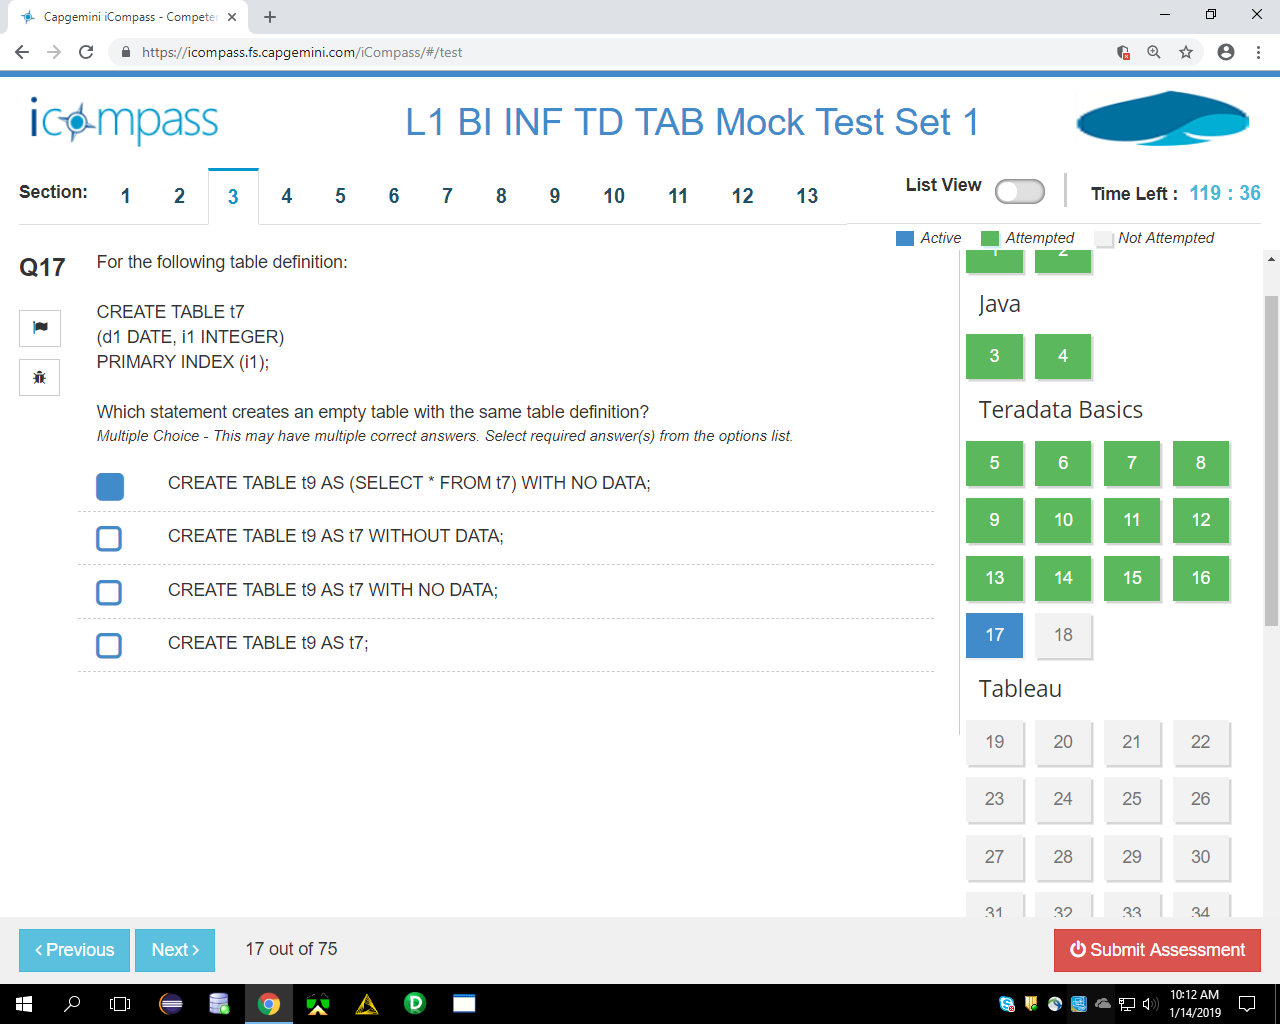 Capgemini iCompass - Competen
https://icompass.fs.capgemini.com/iCompass/#/test
icompass
L1 BI INF TD TAB Mock Test Set 1
Section:
1 2 3 4 5 6 7 8 9 10 11 12 13
List View
Time Left : 119 : 36
Active Attempted Not Attempted
Q17
For the following table definition:
CREATE TABLE t7
(d1 DATE, i1 INTEGER)
PRIMARY INDEX (i1);
Which statement creates an empty table with the same table definition?
Multiple Choice - This may have multiple correct answers. Select required answer(s) from the options list.
CREATE TABLE t9 AS (SELECT * FROM t7) WITH NO DATA;
CREATE TABLE t9 AS t7 WITHOUT DATA;
CREATE TABLE t9 AS t7 WITH NO DATA;
CREATE TABLE t9 AS t7;
1 2
Java
3 4
Teradata Basics
5 6 7 8
9 10 11 12
13 14 15 16
17 18
Tableau
19 20 21 22
23 24 25 26
27 28 29 30
31 32 33 34
Previous
Next
17 out of 75
Submit Assessment
10:12 AM
1/14/2019